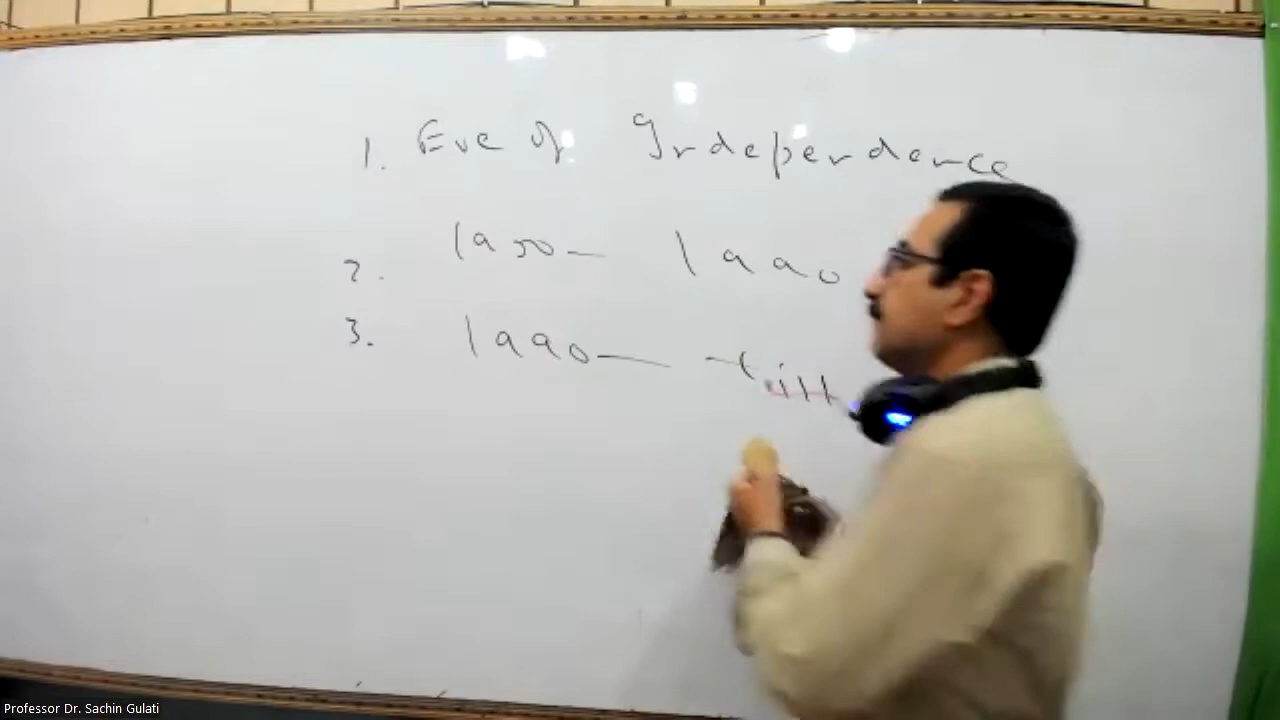 1. Eve of Independence
2. 1950 - 1990
3. 1990 - till
Professor Dr. Sachin Gulati